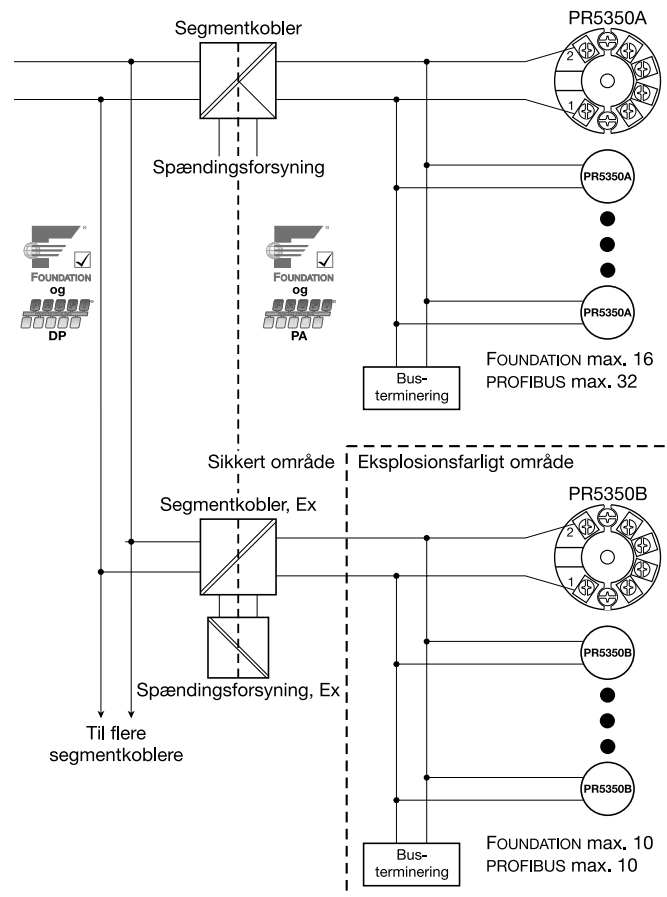 PR5350A
Segmentkobler
2
1
Spændingsforsyning
PR5350A
FOUNDATION
og
DP
FOUNDATION
og
PA
PR5350A
FOUNDATION max. 16
PROFIBUS max. 32
Bus-
terminering
Sikkert område
Eksplosionsfarligt område
Segmentkobler, Ex
PR5350B
2
1
Spændingsforsyning, Ex
PR5350B
Til flere
segmentkoblere
PR5350B
FOUNDATION max. 10
PROFIBUS max. 10
Bus-
terminering